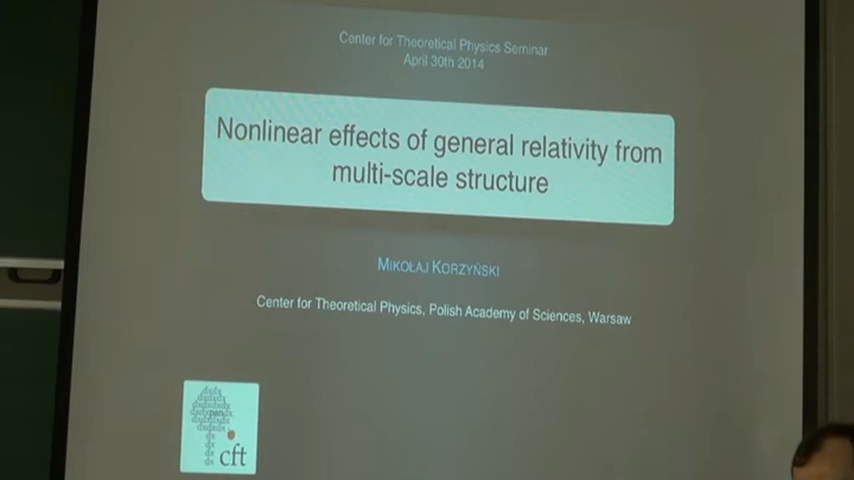 Center for Theoretical Physics Seminar
April 30th 2014
Nonlinear effects of general relativity from
multi-scale structure
MIKOŁAJ KORZYŃSKI
Center for Theoretical Physics, Polish Academy of Sciences, Warsaw
cft